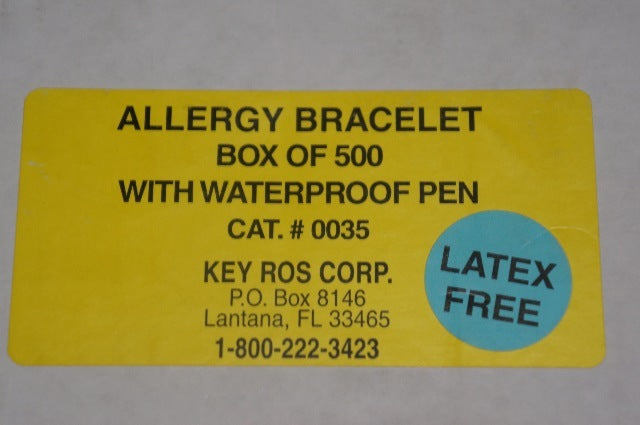 ALLERGY BRACELET
BOX OF 500
WITH WATERPROOF PEN
CAT. # 0035
KEY ROS CORP.
P.O. Box 8146
Lantana, FL 33465
1-800-222-3423
LATEX
FREE